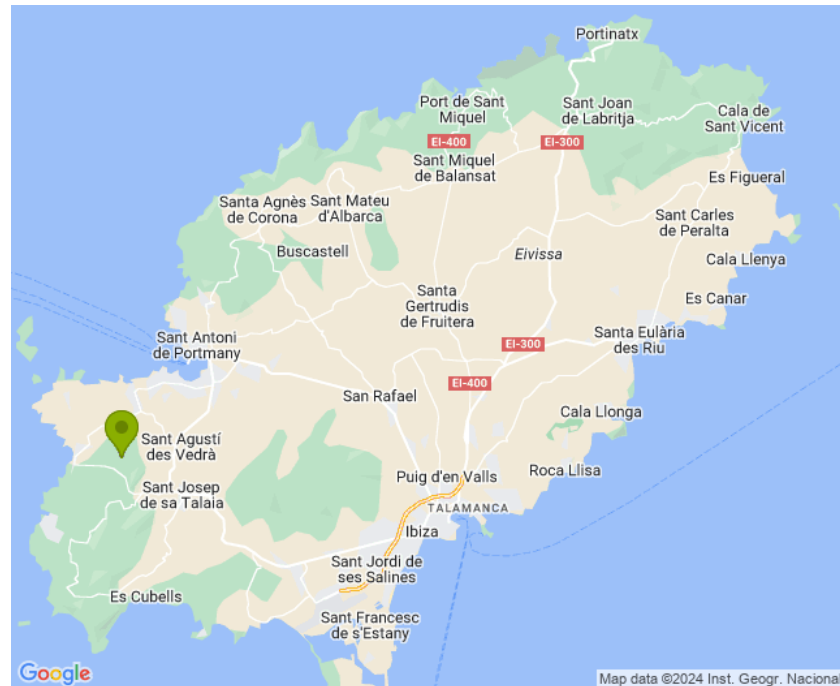 Portinatx
Port de Sant
Miquel
Sant Joan
de Labritja
Cala de
Sant Vicent
EI-400
EI-300
Sant Miquel
de Balansat
Es Figueral
Santa Agnès
de Corona
Sant Mateu
d'Albarca
Sant Carles
de Peralta
Buscastell
Eivissa
Cala Llenya
Santa
Gertrudis
de Fruitera
Es Canar
Sant Antoni
de Portmany
Santa Eulària
des Riu
EI-300
EI-400
San Rafael
Cala Llonga
Sant Agustí
des Vedrà
Roca Llisa
Puig d'en Valls
Sant Josep
de sa Talaia
TALAMANCA
Ibiza
Sant Jordi de
ses Salines
Es Cubells
Sant Francesc
de s'Estany
Google
Map data ©2024 Inst. Geogr. Nacional